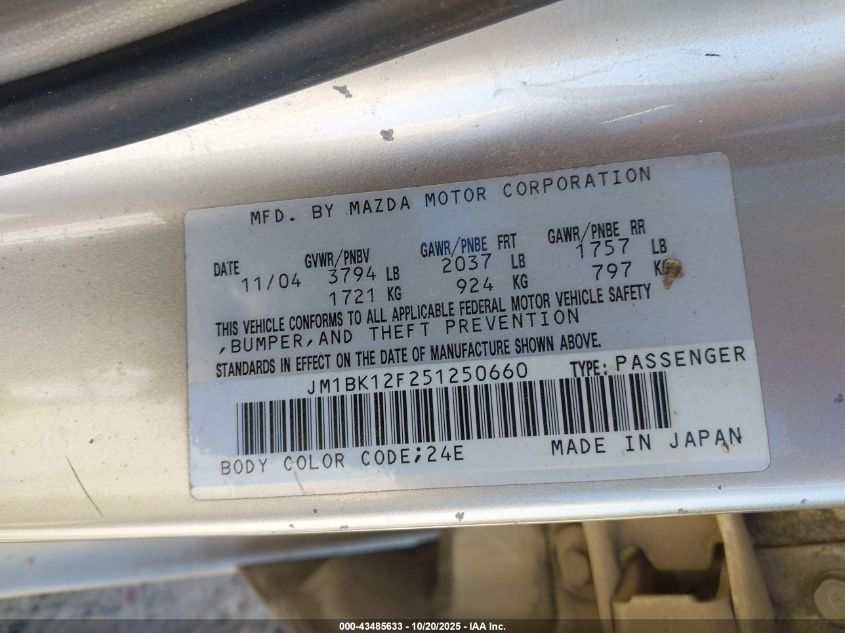 MFD. BY MAZDA MOTOR CORPORATION
DATE GVWR/PNBV GAWR/PNBE FRT GAWR/PNBE RR
11/04 3794 LB 2037 LB 1757 LB
1721 KG 924 KG 797 KG
THIS VEHICLE CONFORMS TO ALL APPLICABLE FEDERAL MOTOR VEHICLE SAFETY
,BUMPER,AND THEFT PREVENTION
STANDARDS IN EFFECT ON THE DATE OF MANUFACTURE SHOWN ABOVE.
JM1BK12F251250660 TYPE: PASSENGER
BODY COLOR CODE;24E MADE IN JAPAN
000-43485633 - 10/20/2025 - IAA Inc.